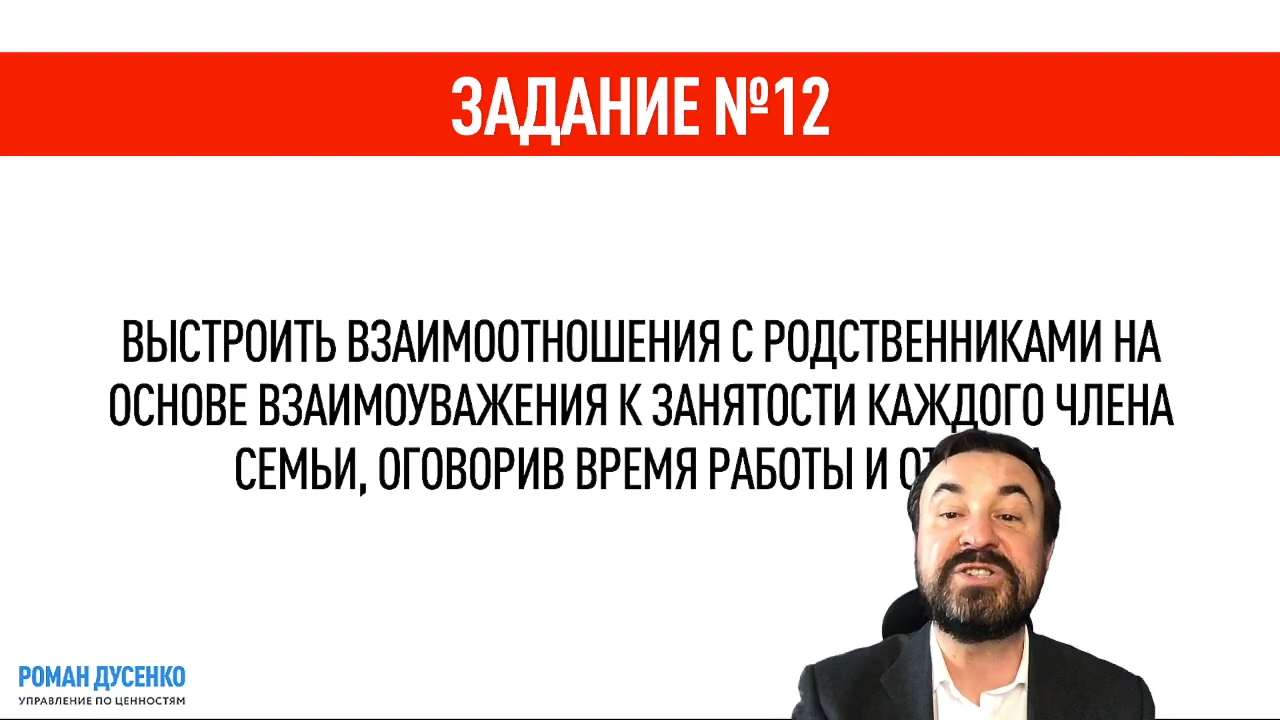 ЗАДАНИЕ №12
ВЫСТРОИТЬ ВЗАИМООТНОШЕНИЯ С РОДСТВЕННИКАМИ НА
ОСНОВЕ ВЗАИМОУВАЖЕНИЯ К ЗАНЯТОСТИ КАЖДОГО ЧЛЕНА
СЕМЬИ, ОГОВОРИВ ВРЕМЯ РАБОТЫ И
РОМАН ДУСЕНКО
УПРАВЛЕНИЕ ПО ЦЕННОСТЯМ